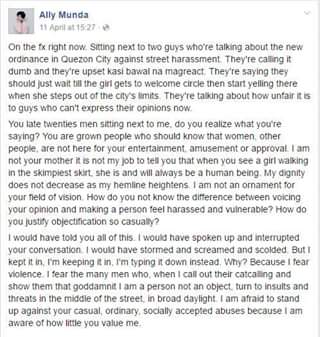 Ally Munda
11 April at 15:27 ·
On the fx right now. Sitting next to two guys who're talking about the new
ordinance in Quezon City against street harassment. They're calling it
dumb and they're upset kasi bawal na magreact. They're saying they
should just wait till the girl gets to welcome circle then start yelling there
when she steps out of the city's limits. They're talking about how unfair it is
to guys who can't express their opinions now.
You late twenties men sitting next to me, do you realize what you're
saying? You are grown people who should know that women, other
people, are not here for your entertainment, amusement or approval. I am
not your mother it is not my job to tell you that when you see a girl walking
in the skimpiest skirt, she is and will always be a human being. My dignity
does not decrease as my hemline heightens. I am not an ornament for
your field of vision. How do you not know the difference between voicing
your opinion and making a person feel harassed and vulnerable? How do
you justify objectification so casually?
I would have told you all of this. I would have spoken up and interrupted
your conversation. I would have stormed and screamed and scolded. But I
kept it in, I'm keeping it in, I'm typing it down instead. Why? Because I fear
violence. I fear the many men who, when I call out their catcalling and
show them that goddamnit I am a person not an object, turn to insults and
threats in the middle of the street, in broad daylight. I am afraid to stand
up against your casual, ordinary, socially accepted abuses because I am
aware of how little you value me.